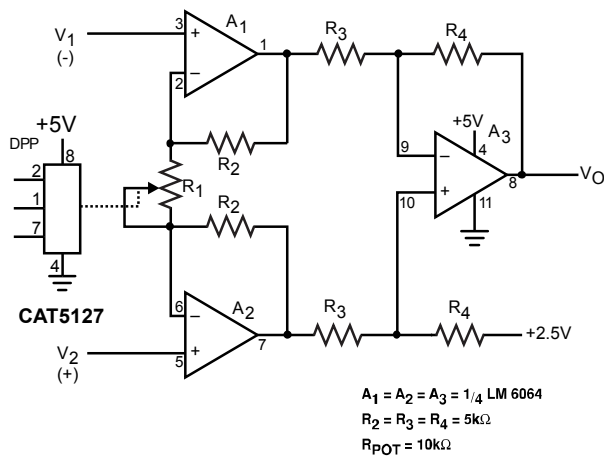 A1
V1
(-)
3
+
1
−
2
R3
R4
R2
+5V
DPP
8
2
1
7
4
R1
R2
CAT5127
+5V
A3
9
−
4
+
10
8
11
VO
6
−
A2
7
+
5
V2
(+)
R3
R4
+2.5V
A1 = A2 = A3 = 1/4 LM 6064
R2 = R3 = R4 = 5kΩ
RPOT = 10kΩ